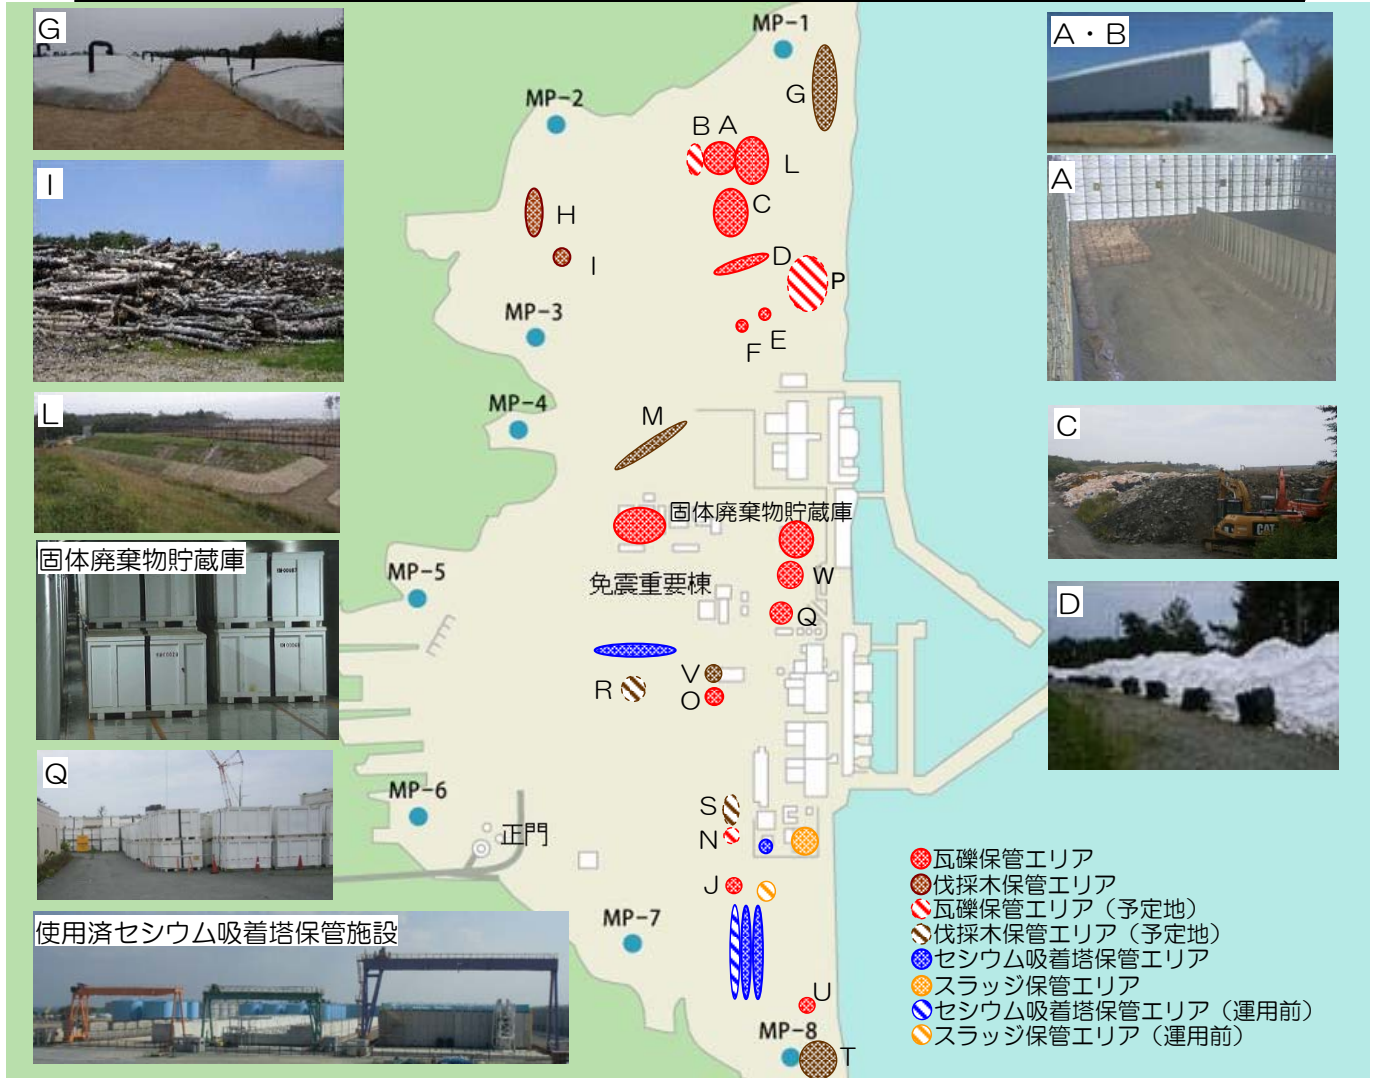 G
I
L
固体廃棄物貯蔵庫
Q
使用済セシウム吸着塔保管施設
MP-1
G
MP-2
B A
L
H
C
I
D
P
MP-3
E
F
MP-4
M
固体廃棄物貯蔵庫
MP-5
免震重要棟
W
Q
V
R
O
MP-6
S
正門
N
J
MP-7
U
MP-8
T
A・B
A
C
D
瓦礫保管エリア
伐採木保管エリア
瓦礫保管エリア（予定地）
伐採木保管エリア（予定地）
セシウム吸着塔保管エリア
スラッジ保管エリア
セシウム吸着塔保管エリア（運用前）
スラッジ保管エリア（運用前）